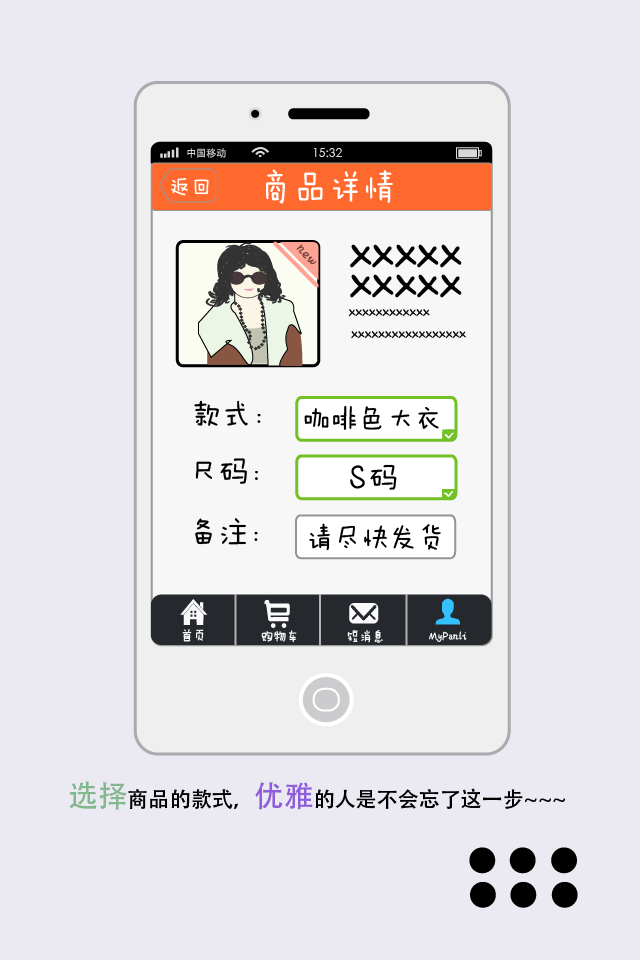 中国移动 15:32
返回 商品详情
new
XXXXX
XXXXX
xxxxxxxxxxxx
xxxxxxxxxxxxxxxxx
款式: 咖啡色大衣
尺码: S码
备注: 请尽快发货
首页 购物车 短消息 MyPanli
选择商品的款式,优雅的人是不会忘了这一步~~~